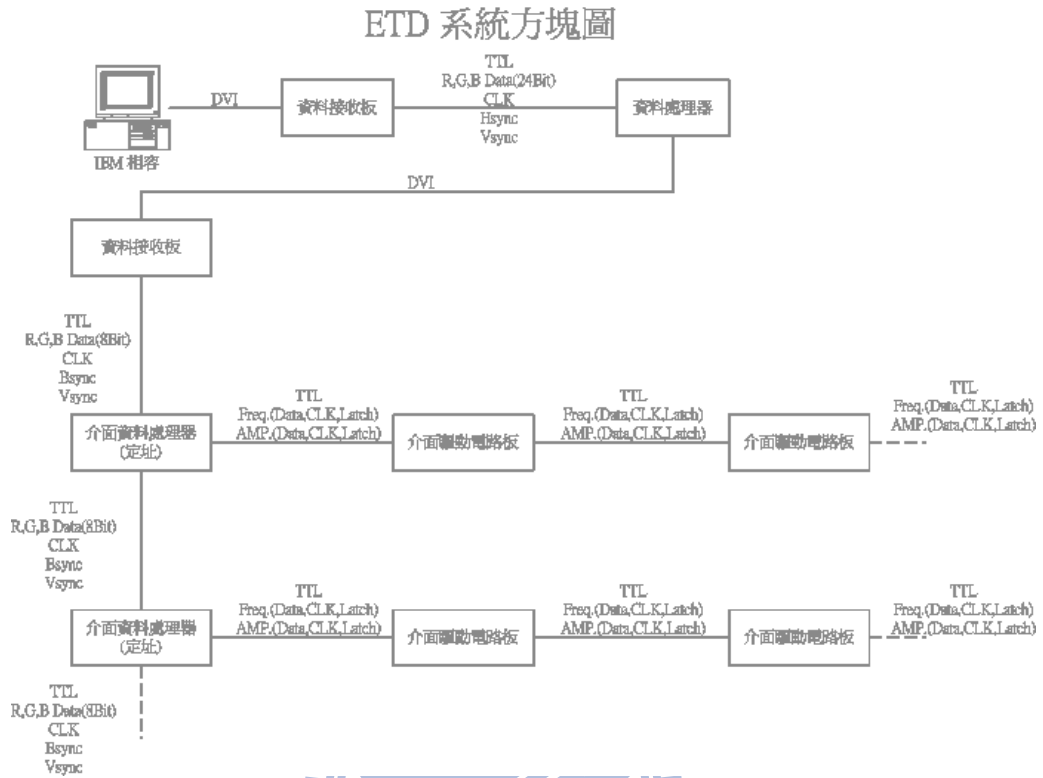 ETD 系統方塊圖
TTL
R,G,B Data(24Bit)
CLK
Hsync
Vsync
DVI
資料接收板
資料處理器
IBM 相容
DVI
資料接收板
TTL
R,G,B Data(8Bit)
CLK
Bsync
Vsync
TTL
Freq.(Data,CLK,Latch)
AMP.(Data,CLK,Latch)
TTL
Freq.(Data,CLK,Latch)
AMP.(Data,CLK,Latch)
TTL
Freq.(Data,CLK,Latch)
AMP.(Data,CLK,Latch)
介面資料處理器
(定址)
介面驅動電路板
介面驅動電路板
TTL
R,G,B Data(8Bit)
CLK
Bsync
Vsync
TTL
Freq.(Data,CLK,Latch)
AMP.(Data,CLK,Latch)
TTL
Freq.(Data,CLK,Latch)
AMP.(Data,CLK,Latch)
TTL
Freq.(Data,CLK,Latch)
AMP.(Data,CLK,Latch)
介面資料處理器
(定址)
介面驅動電路板
介面驅動電路板
TTL
R,G,B Data(8Bit)
CLK
Bsync
Vsync